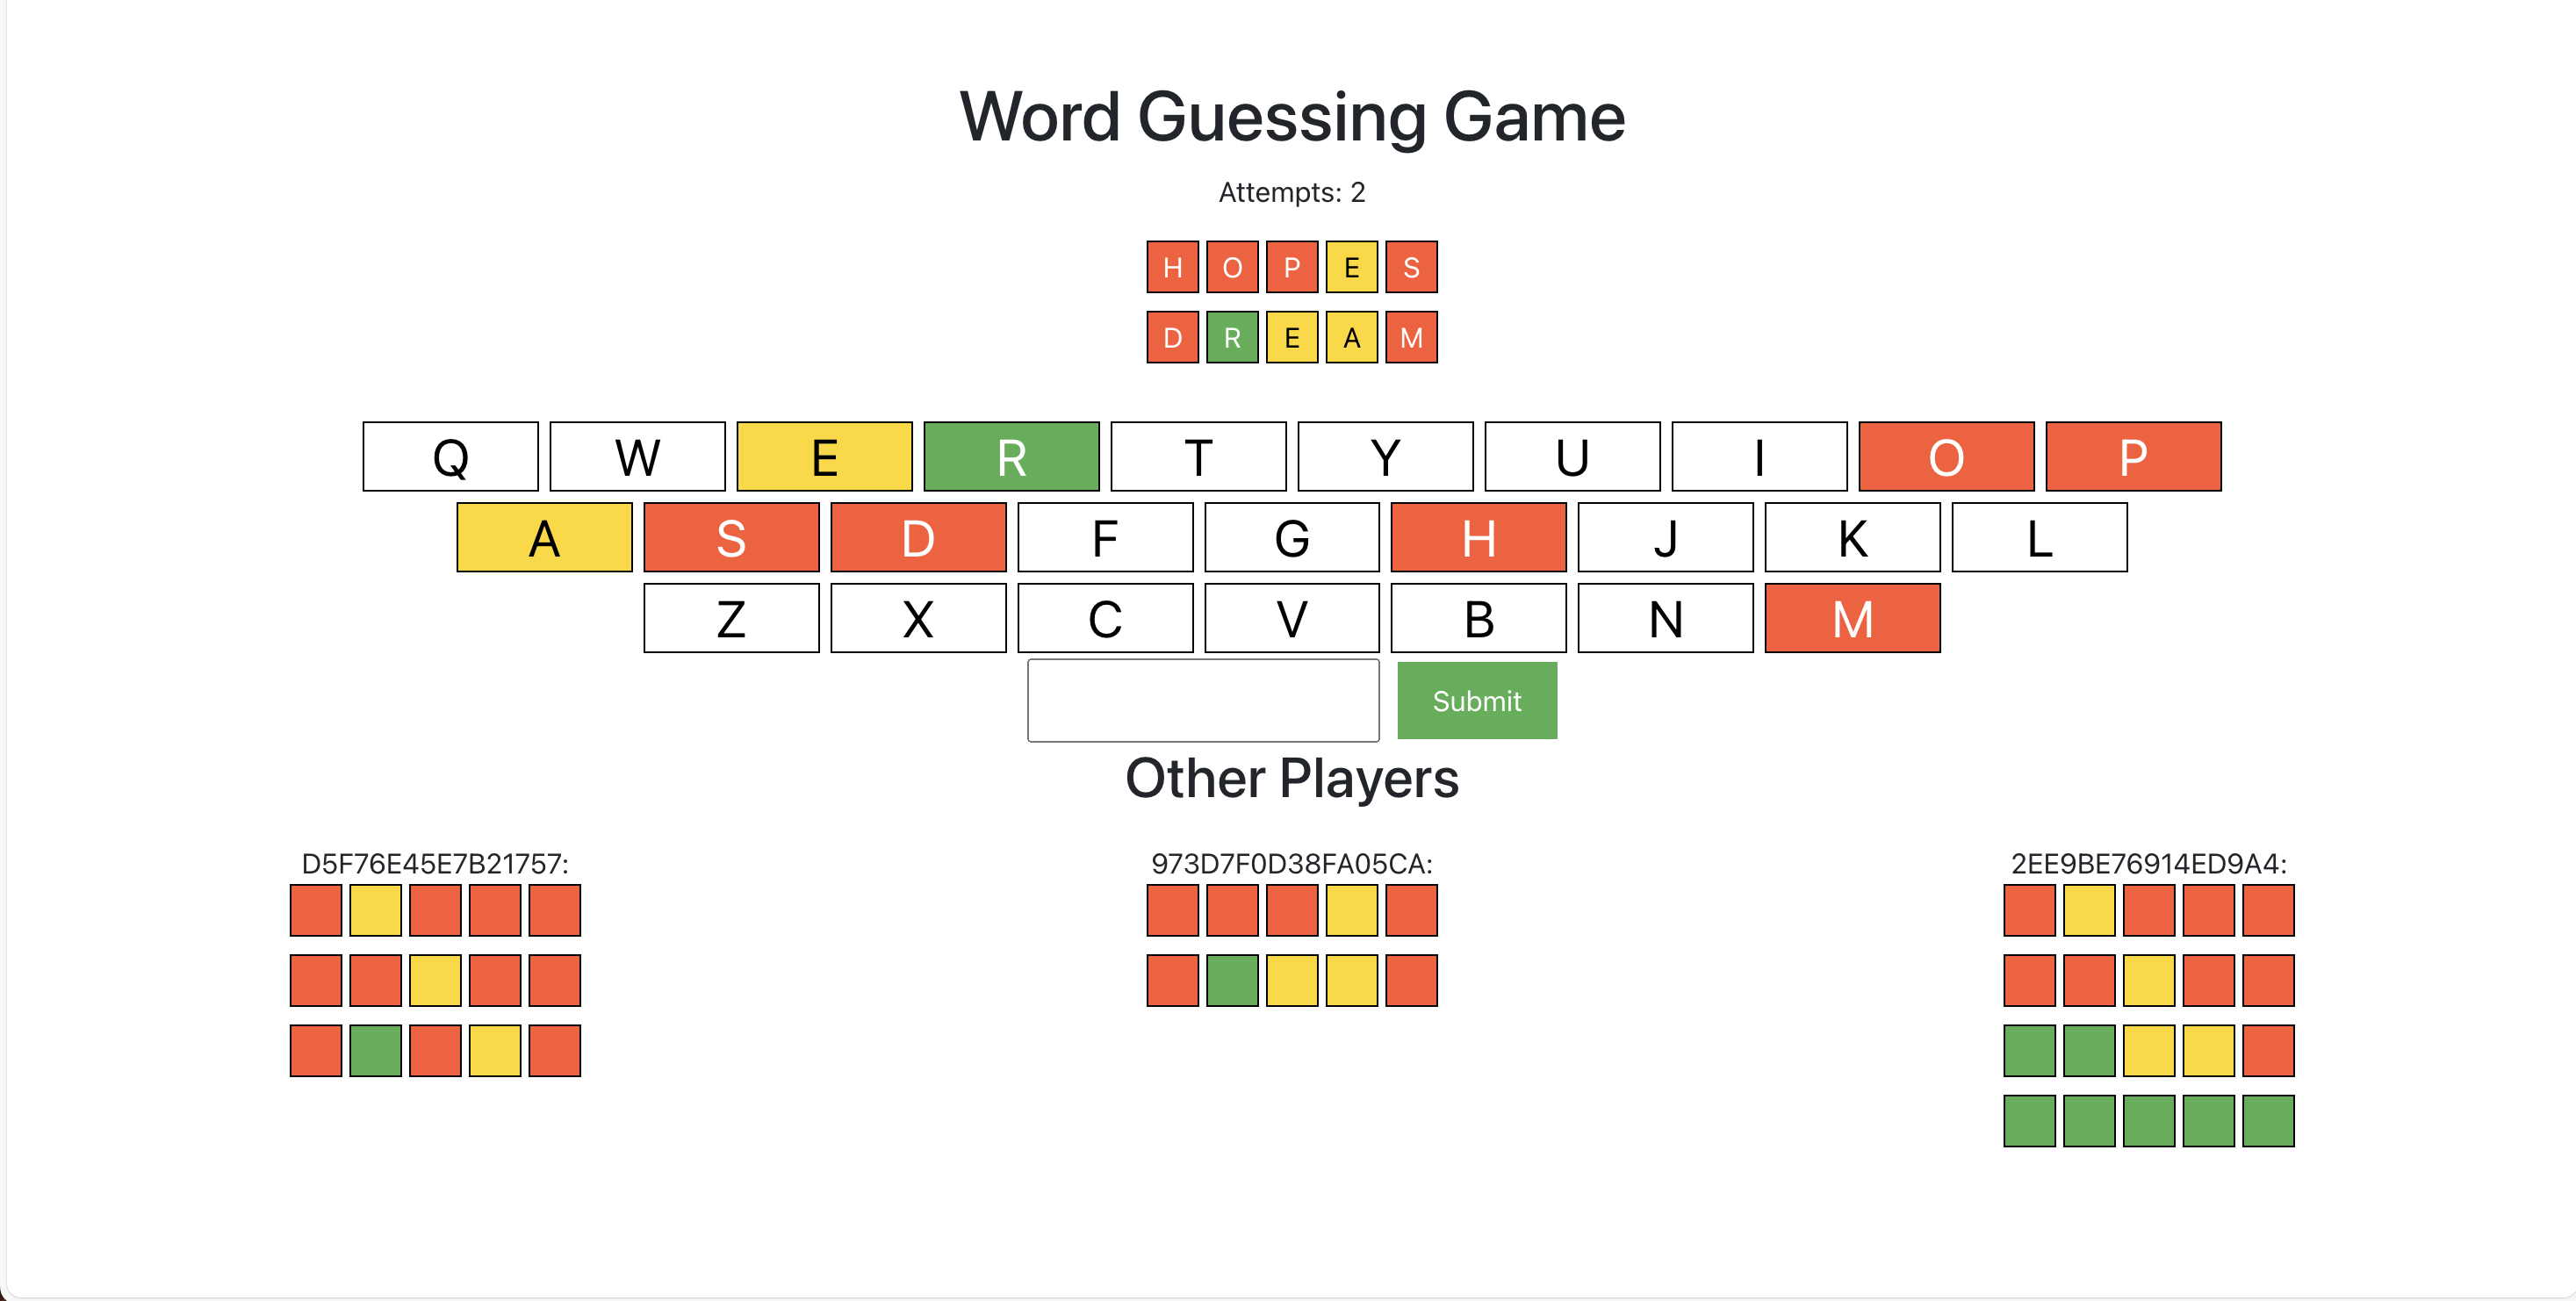 Word Guessing Game
Attempts: 2
H O P E S
D R E A M
Q W E R T Y U I O P
A S D F G H J K L
Z X C V B N M
Submit
Other Players
D5F76E45E7B21757: 973D7F0D38FA05CA: 2EE9BE76914ED9A4: